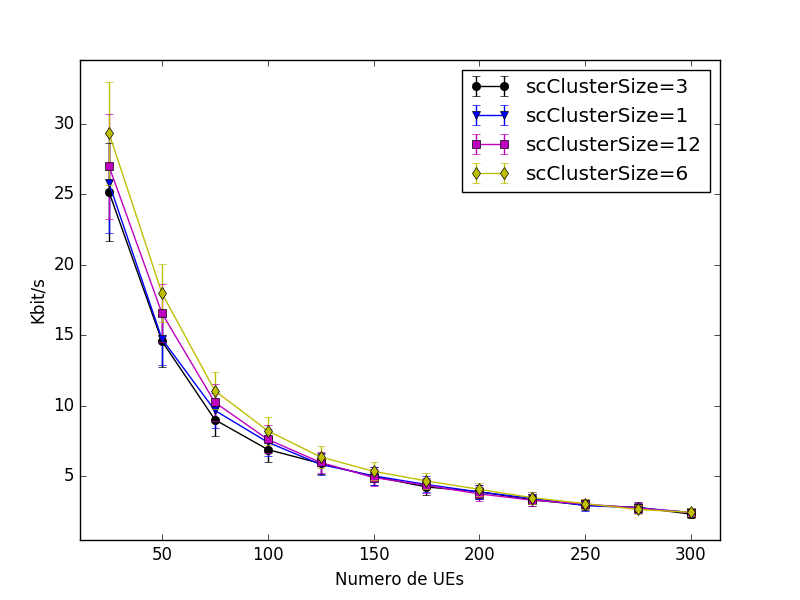 scClusterSize=3
scClusterSize=1
scClusterSize=12
scClusterSize=6
30
25
20
15
10
5
Kbit/s
50 100 150 200 250 300
Numero de UEs